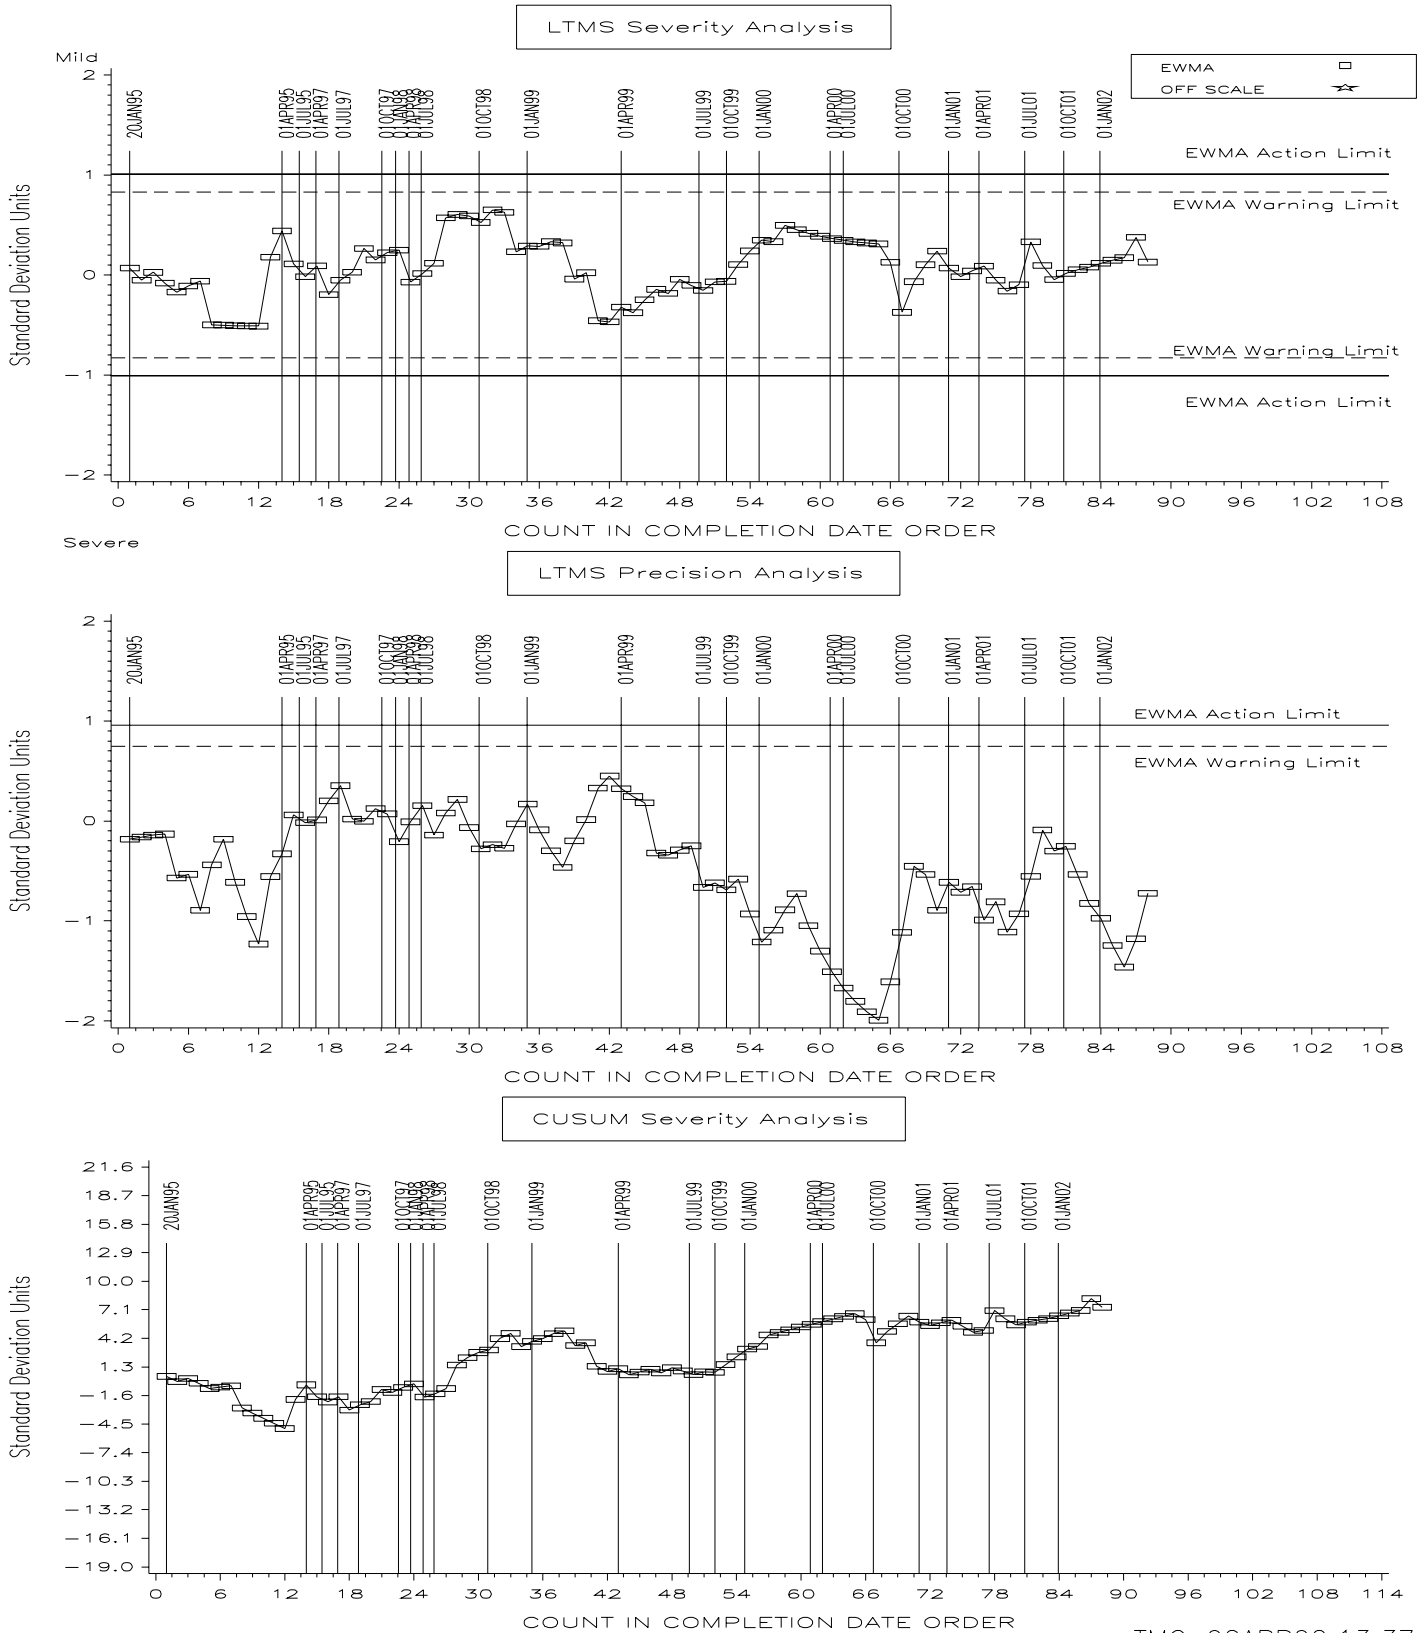 LTMS Severity Analysis
Mild
EWMA
OFF SCALE
2
1
0
−1
−2
Standard Deviation Units
20JAN95 01APR95 01JUL95 01APR97 01JUL97 01OCT97 01JAN98 01APR98 01JUL98 01OCT98 01JAN99 01APR99 01JUL99 01OCT99 01JAN00 01APR00 01JUL00 01OCT00 01JAN01 01APR01 01JUL01 01OCT01 01JAN02
EWMA Action Limit
EWMA Warning Limit
EWMA Warning Limit
EWMA Action Limit
0 6 12 18 24 30 36 42 48 54 60 66 72 78 84 90 96 102 108
COUNT IN COMPLETION DATE ORDER
Severe
LTMS Precision Analysis
2
1
0
−1
−2
Standard Deviation Units
20JAN95 01APR95 01JUL95 01APR97 01JUL97 01OCT97 01JAN98 01APR98 01JUL98 01OCT98 01JAN99 01APR99 01JUL99 01OCT99 01JAN00 01APR00 01JUL00 01OCT00 01JAN01 01APR01 01JUL01 01OCT01 01JAN02
EWMA Action Limit
EWMA Warning Limit
0 6 12 18 24 30 36 42 48 54 60 66 72 78 84 90 96 102 108
COUNT IN COMPLETION DATE ORDER
CUSUM Severity Analysis
21.6
18.7
15.8
12.9
10.0
7.1
4.2
1.3
−1.6
−4.5
−7.4
−10.3
−13.2
−16.1
−19.0
Standard Deviation Units
20JAN95 01APR95 01JUL95 01APR97 01JUL97 01OCT97 01JAN98 01APR98 01JUL98 01OCT98 01JAN99 01APR99 01JUL99 01OCT99 01JAN00 01APR00 01JUL00 01OCT00 01JAN01 01APR01 01JUL01 01OCT01 01JAN02
0 6 12 18 24 30 36 42 48 54 60 66 72 78 84 90 96 102 108 114
COUNT IN COMPLETION DATE ORDER